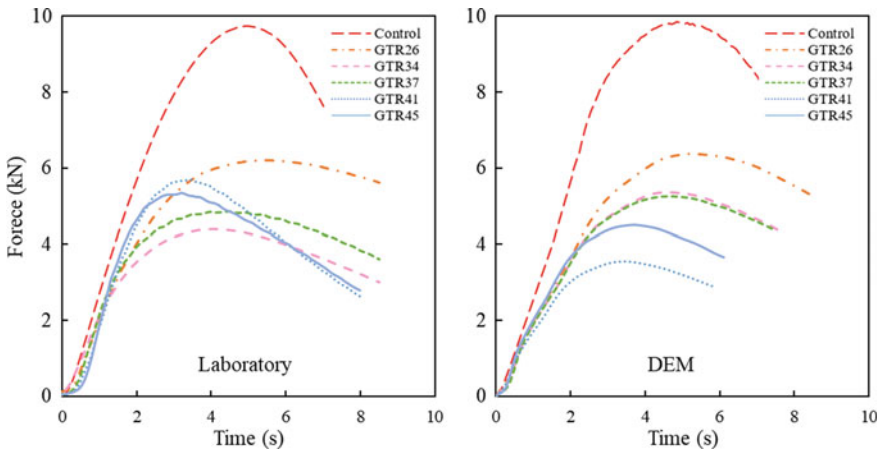 10
8
6
4
2
0
Forece (kN)
Control
GTR26
GTR34
GTR37
GTR41
GTR45
Laboratory
0 2 4 6 8 10
Time (s)
10
8
6
4
2
0
Control
GTR26
GTR34
GTR37
GTR41
GTR45
DEM
0 2 4 6 8 10
Time (s)